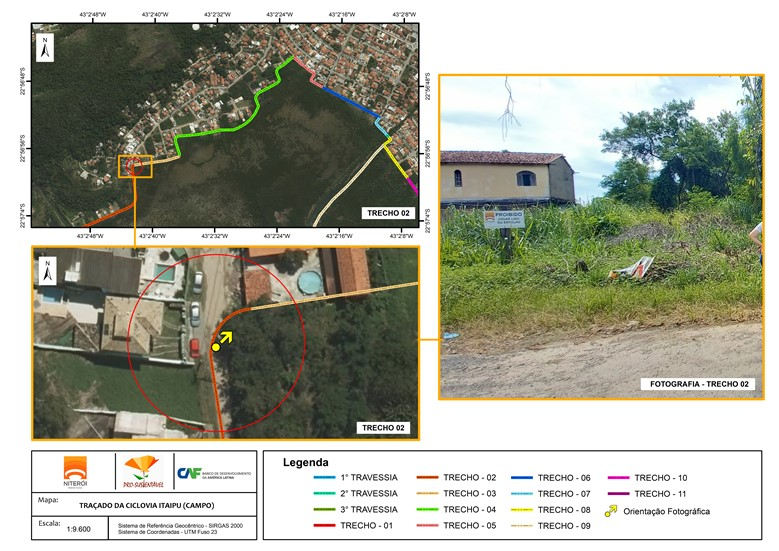 43°2'48"W 43°2'40"W 43°2'32"W 43°2'24"W 43°2'16"W 43°2'8"W
N
22°56'48"S 22°56'48"S
22°56'56"S 22°56'56"S
22°57'4"S 22°57'4"S
TRECHO 02
43°2'48"W 43°2'40"W 43°2'32"W 43°2'24"W 43°2'16"W 43°2'8"W
N
TRECHO 02
PROIBIDO
JOGAR LIXO
OU ENTULHO
FOTOGRAFIA - TRECHO 02
NITERÓI
PRO-SUSTENTÁVEL
CAF BANCO DE DESENVOLVIMENTO
DA AMÉRICA LATINA
Mapa:
TRAÇADO DA CICLOVIA ITAIPU (CAMPO)
Escala:
1:9.600
Sistema de Referência Geocêntrico - SIRGAS 2000
Sistema de Coordenadas - UTM Fuso 23
Legenda
1° TRAVESSIA
2° TRAVESSIA
3° TRAVESSIA
TRECHO - 01
TRECHO - 02
TRECHO - 03
TRECHO - 04
TRECHO - 05
TRECHO - 06
TRECHO - 07
TRECHO - 08
TRECHO - 09
TRECHO - 10
TRECHO - 11
Orientação Fotográfica